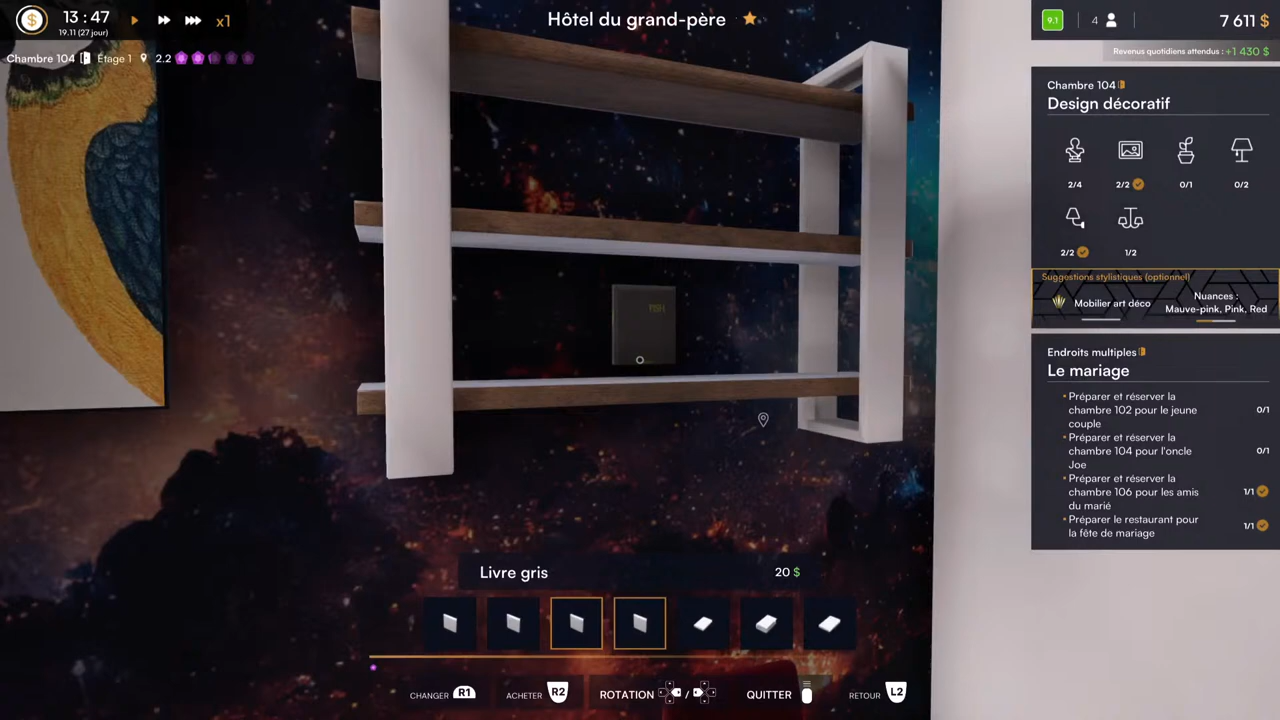 13:47
x1
19.11 (27 jour)
Chambre 104 Étage 1 2.2
Hôtel du grand-père
9.1 4 7 611 $
Revenus quotidiens attendus : +1 430 $
Chambre 104
Design décoratif
2/4 2/2 0/1 0/2
2/2 1/2
Suggestions stylistiques (optionnel)
Mobilier art déco
Nuances :
Mauve-pink, Pink, Red
Endroits multiples
Le mariage
Préparer et réserver la
chambre 102 pour le jeune
couple
0/1
Préparer et réserver la
chambre 104 pour l'oncle
Joe
0/1
Préparer et réserver la
chambre 106 pour les amis
du marié
1/1
Préparer le restaurant pour
la fête de mariage
1/1
Livre gris 20 $
CHANGER R1 ACHETER R2 ROTATION / QUITTER RETOUR L2